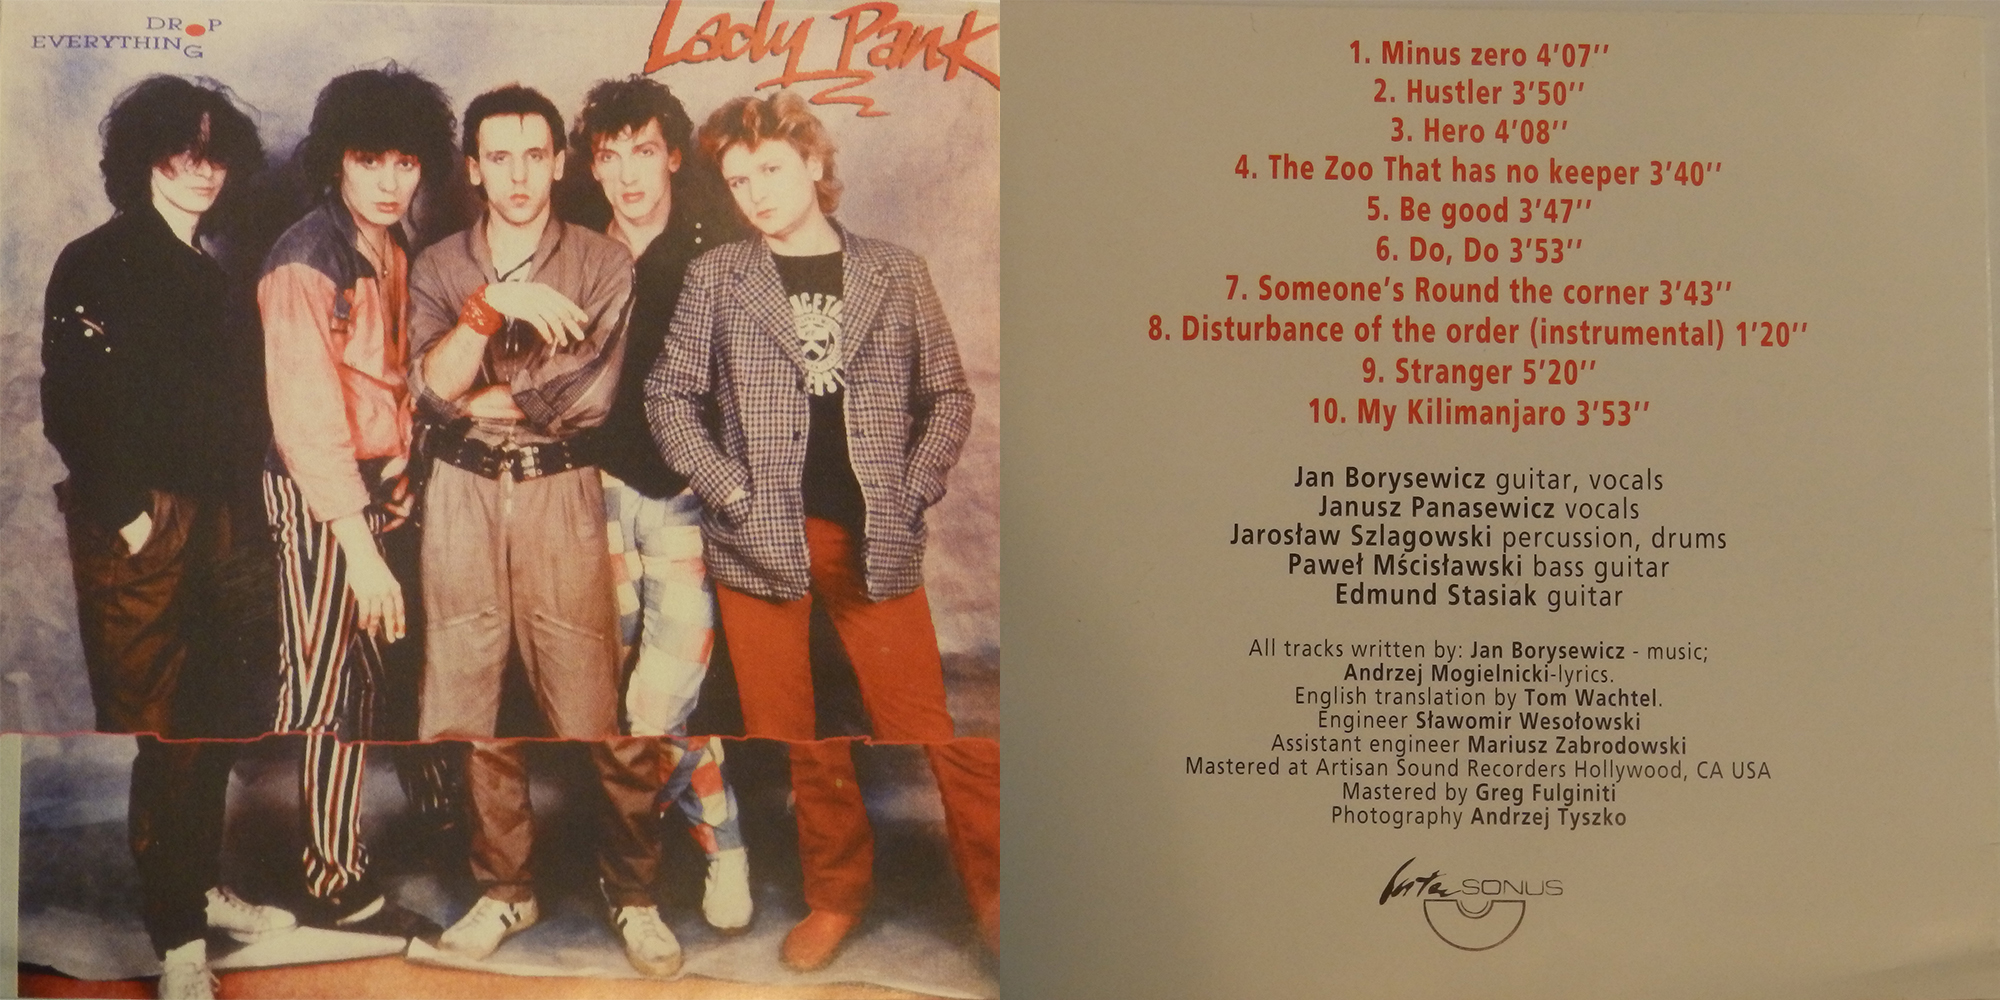 DROP
EVERYTHING
Lady Pank
1. Minus zero 4'07''
2. Hustler 3'50''
3. Hero 4'08''
4. The Zoo That has no keeper 3'40''
5. Be good 3'47''
6. Do, Do 3'53''
7. Someone's Round the corner 3'43''
8. Disturbance of the order (instrumental) 1'20''
9. Stranger 5'20''
10. My Kilimanjaro 3'53''
Jan Borysewicz guitar, vocals
Janusz Panasewicz vocals
Jarosław Szlagowski percussion, drums
Paweł Mścisławski bass guitar
Edmund Stasiak guitar
All tracks written by: Jan Borysewicz - music;
Andrzej Mogielnicki-lyrics.
English translation by Tom Wachtel.
Engineer Sławomir Wesołowski
Assistant engineer Mariusz Zabrodowski
Mastered at Artisan Sound Recorders Hollywood, CA USA
Mastered by Greg Fulginiti
Photography Andrzej Tyszko
Inter SONUS